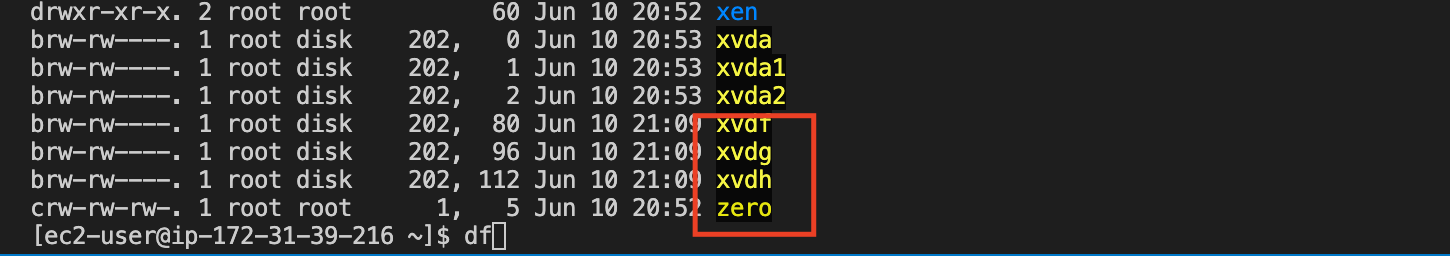 drwxr-xr-x. 2 root root          60 Jun 10 20:52 xen
brw-rw----. 1 root disk    202,   0 Jun 10 20:53 xvda
brw-rw----. 1 root disk    202,   1 Jun 10 20:53 xvda1
brw-rw----. 1 root disk    202,   2 Jun 10 20:53 xvda2
brw-rw----. 1 root disk    202,  80 Jun 10 21:09 xvdf
brw-rw----. 1 root disk    202,  96 Jun 10 21:09 xvdg
brw-rw----. 1 root disk    202, 112 Jun 10 21:09 xvdh
crw-rw-rw-. 1 root root      1,   5 Jun 10 20:52 zero
[ec2-user@ip-172-31-39-216 ~]$ df